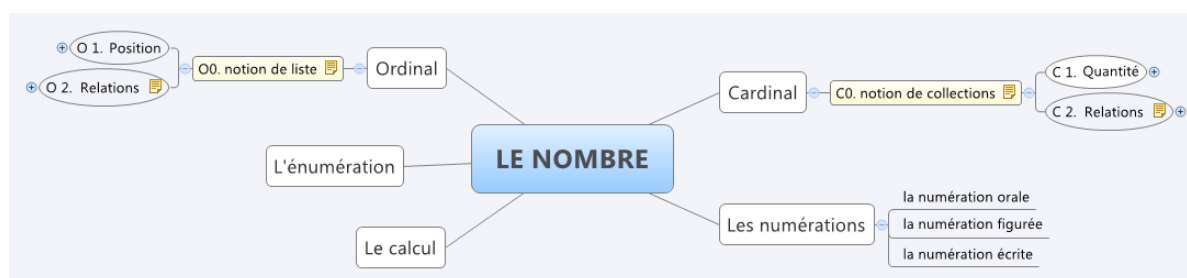 O 1. Position
O 2. Relations
O0. notion de liste
Ordinal
L'énumération
Le calcul
LE NOMBRE
Cardinal
C0. notion de collections
C 1. Quantité
C 2. Relations
Les numérations
la numération orale
la numération figurée
la numération écrite